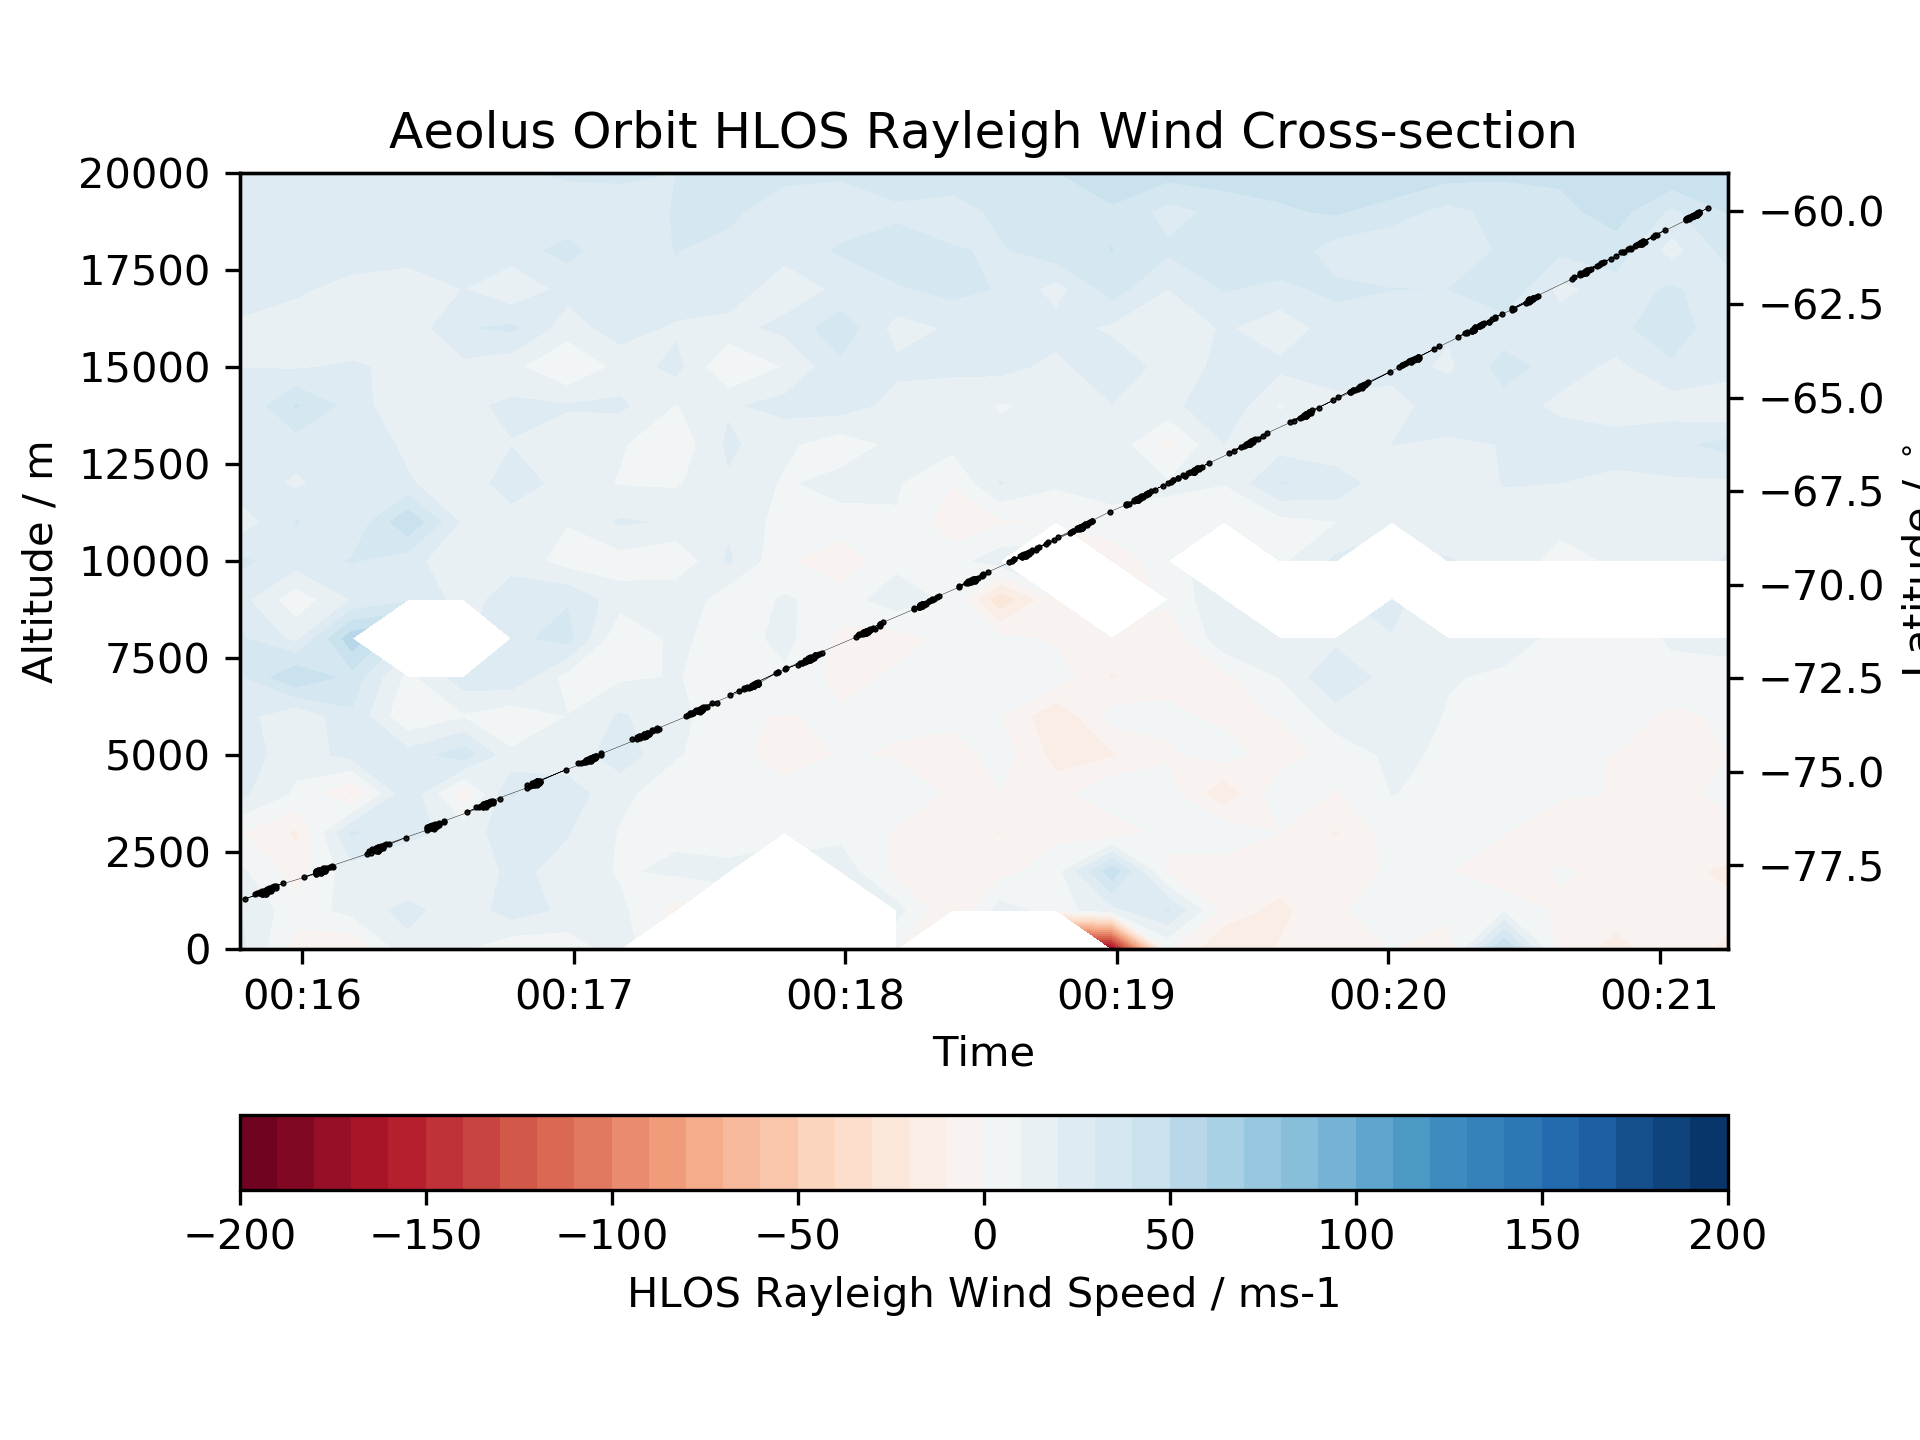 Aeolus Orbit HLOS Rayleigh Wind Cross-section
20000
17500
15000
12500
10000
7500
5000
2500
0
Altitude / m
−60.0
−62.5
−65.0
−67.5
−70.0
−72.5
−75.0
−77.5
Latitude / °
00:16 00:17 00:18 00:19 00:20 00:21
Time
−200 −150 −100 −50 0 50 100 150 200
HLOS Rayleigh Wind Speed / ms-1